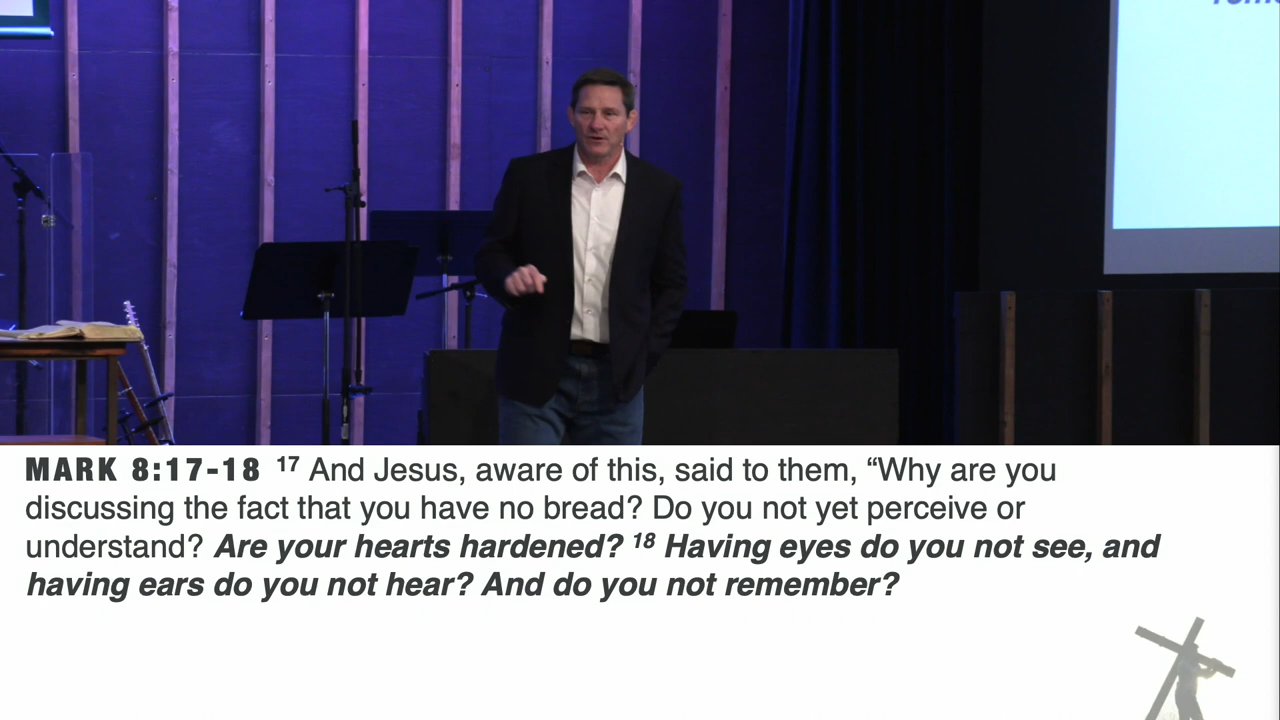 MARK 8:17-18 17 And Jesus, aware of this, said to them, “Why are you
discussing the fact that you have no bread? Do you not yet perceive or
understand? Are your hearts hardened? 18 Having eyes do you not see, and
having ears do you not hear? And do you not remember?